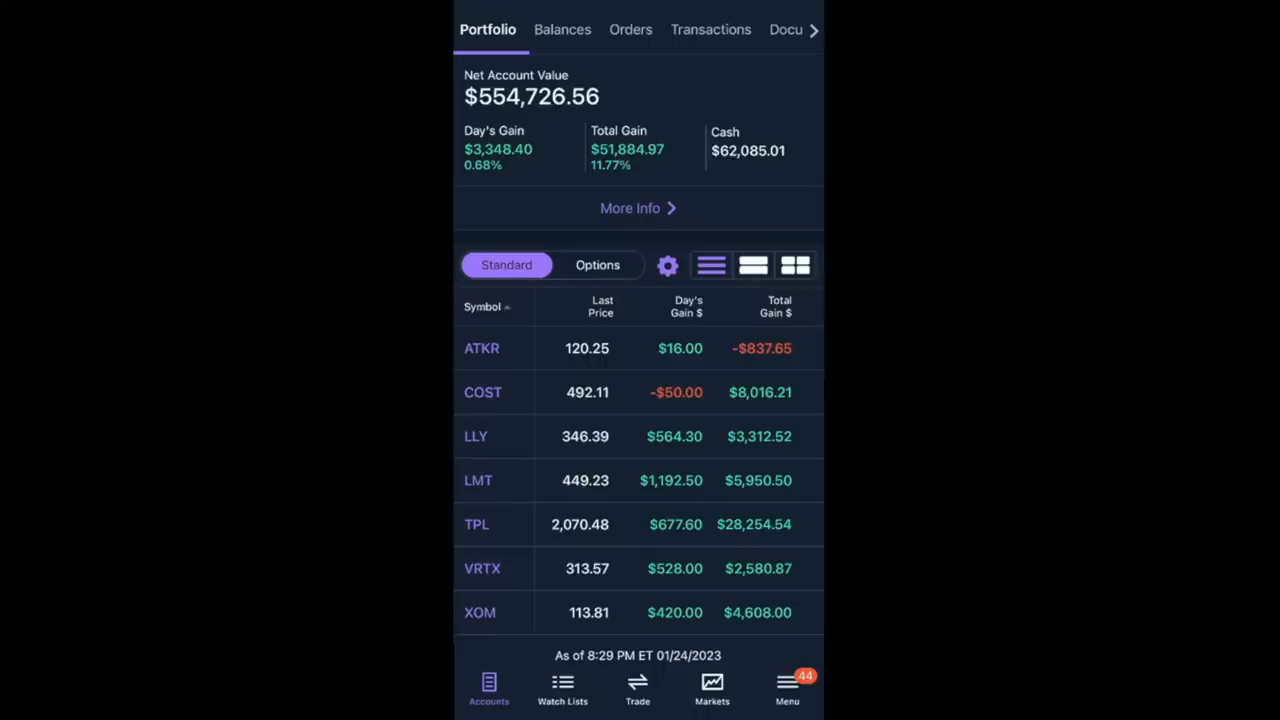 Portfolio Balances Orders Transactions Docu
Net Account Value
$554,726.56
Day's Gain Total Gain Cash
$3,348.40 $51,884.97 $62,085.01
0.68% 11.77%
More Info
Standard Options
Symbol Last Price Day's Gain $ Total Gain $
ATKR 120.25 $16.00 -$837.65
COST 492.11 -$50.00 $8,016.21
LLY 346.39 $564.30 $3,312.52
LMT 449.23 $1,192.50 $5,950.50
TPL 2,070.48 $677.60 $28,254.54
VRTX 313.57 $528.00 $2,580.87
XOM 113.81 $420.00 $4,608.00
As of 8:29 PM ET 01/24/2023
44
Accounts Watch Lists Trade Markets Menu